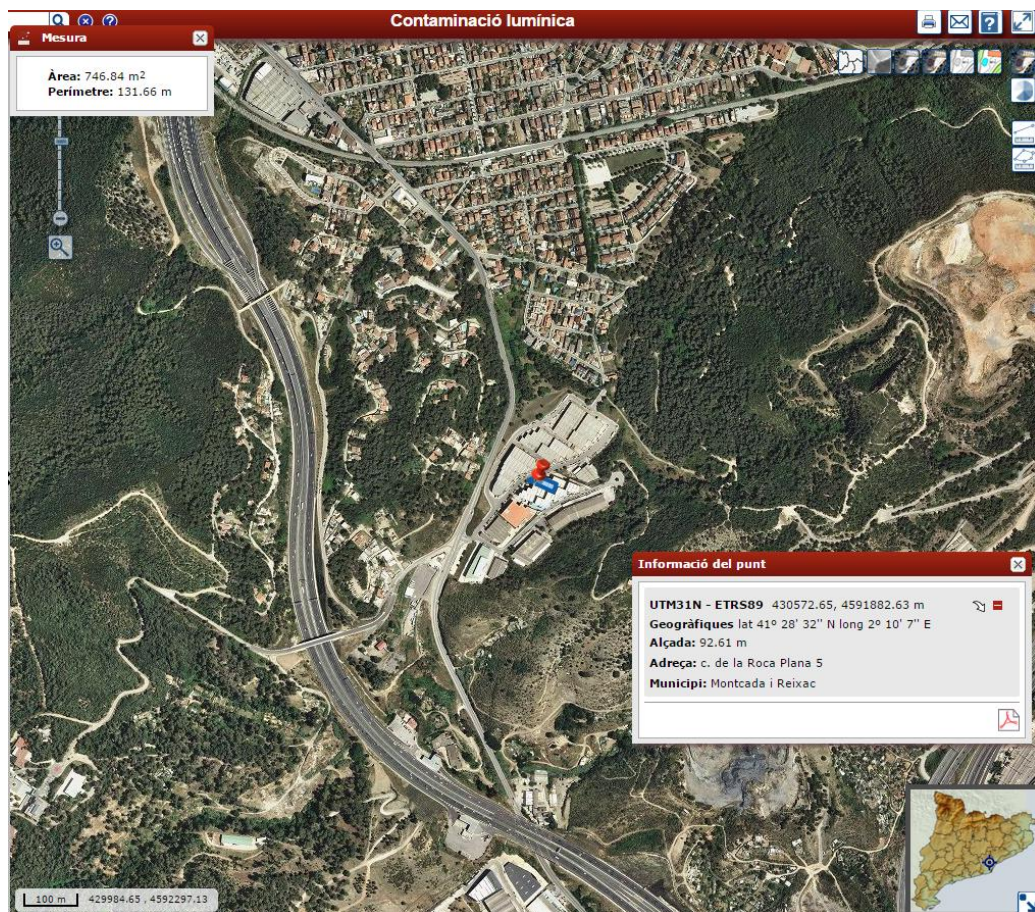 Contaminació lumínica
Mesura
Àrea: 746.84 m2
Perímetre: 131.66 m
Informació del punt
UTM31N - ETRS89 430572.65, 4591882.63 m
Geogràfiques lat 41º 28' 32'' N long 2º 10' 7'' E
Alçada: 92.61 m
Adreça: c. de la Roca Plana 5
Municipi: Montcada i Reixac
100 m 429984.65 , 4592297.13